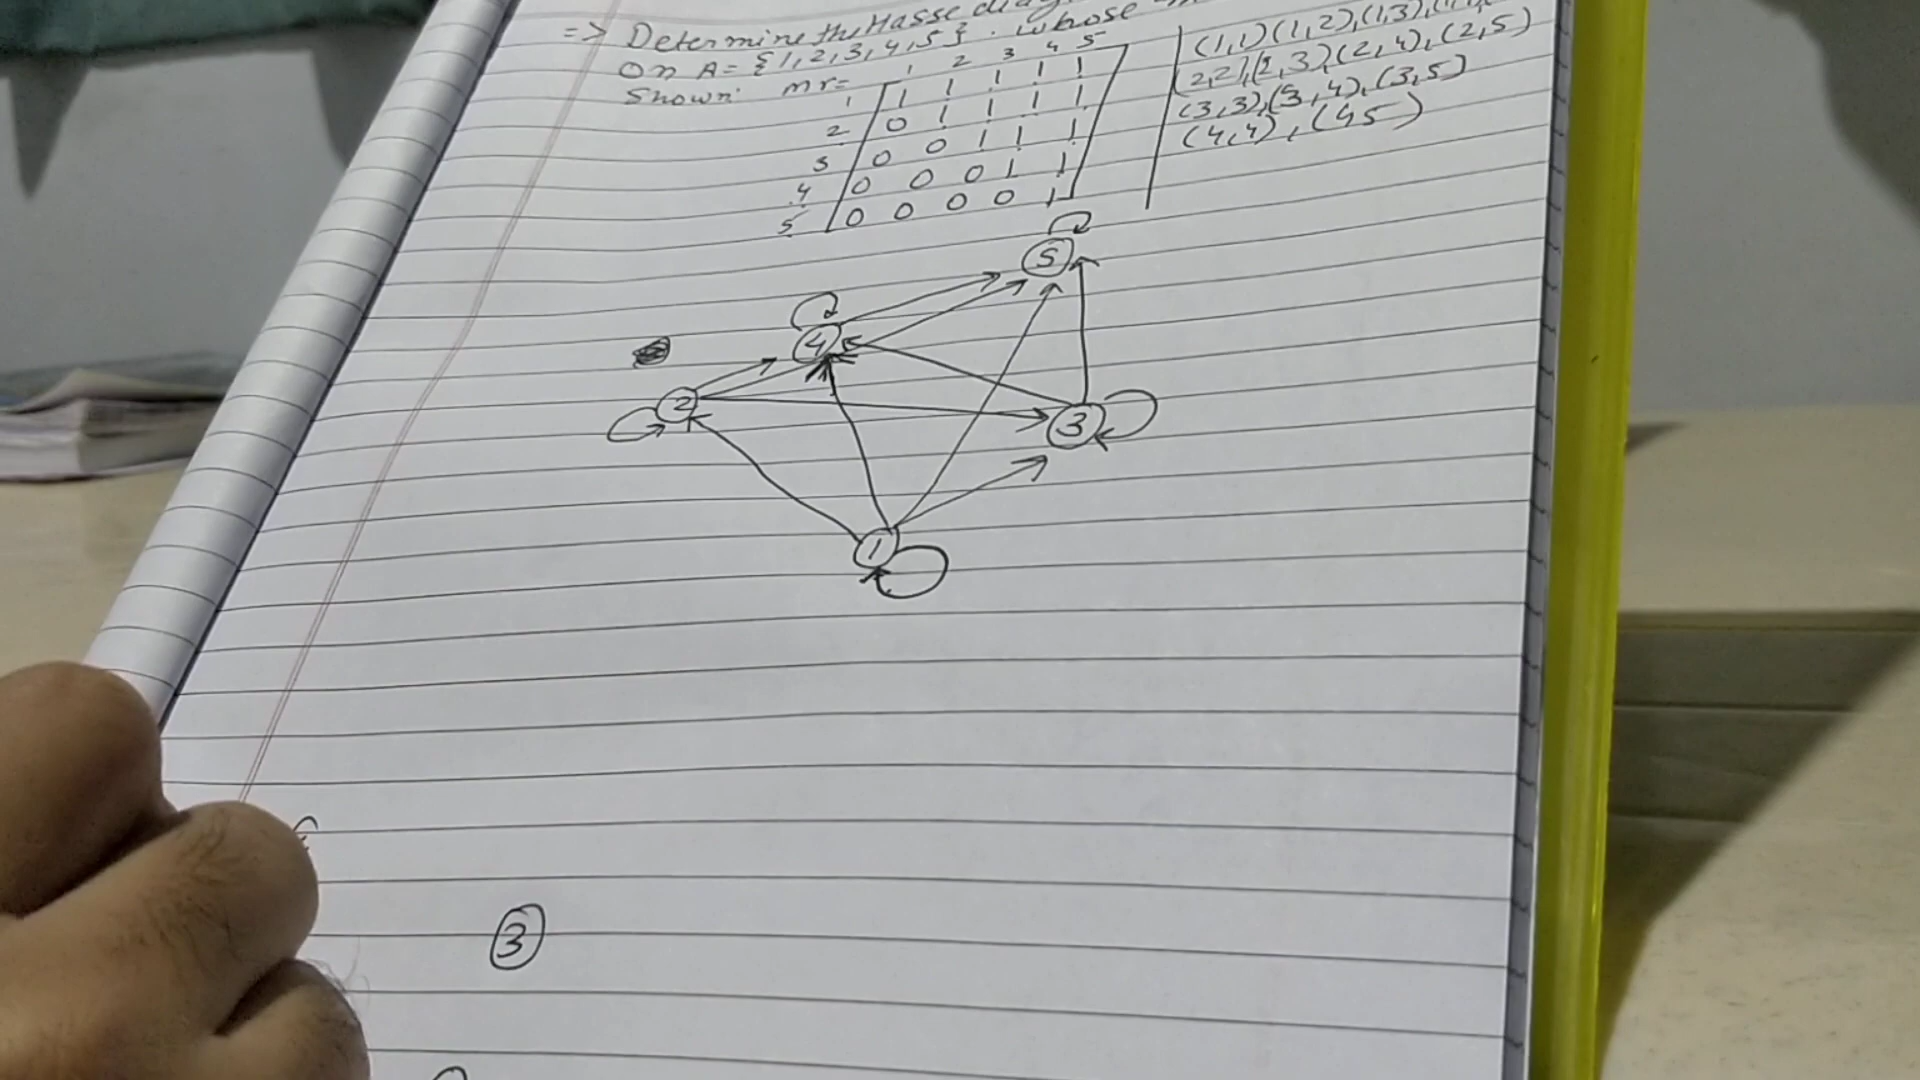 => Determine the Hasse
On A = {1,2,3,4,5}. whose
Shown: mr=
1 2 3 4 5
1 1 1 1 1 1
2 0 1 1 1 1
3 0 0 1 1 1
4 0 0 0 1 1
5 0 0 0 0 1
(1,1)(1,2),(1,3),
(2,2),(2,3),(2,4),(2,5)
(3,3),(3,4),(3,5)
(4,4),(45)
5
4
2
3
1
3